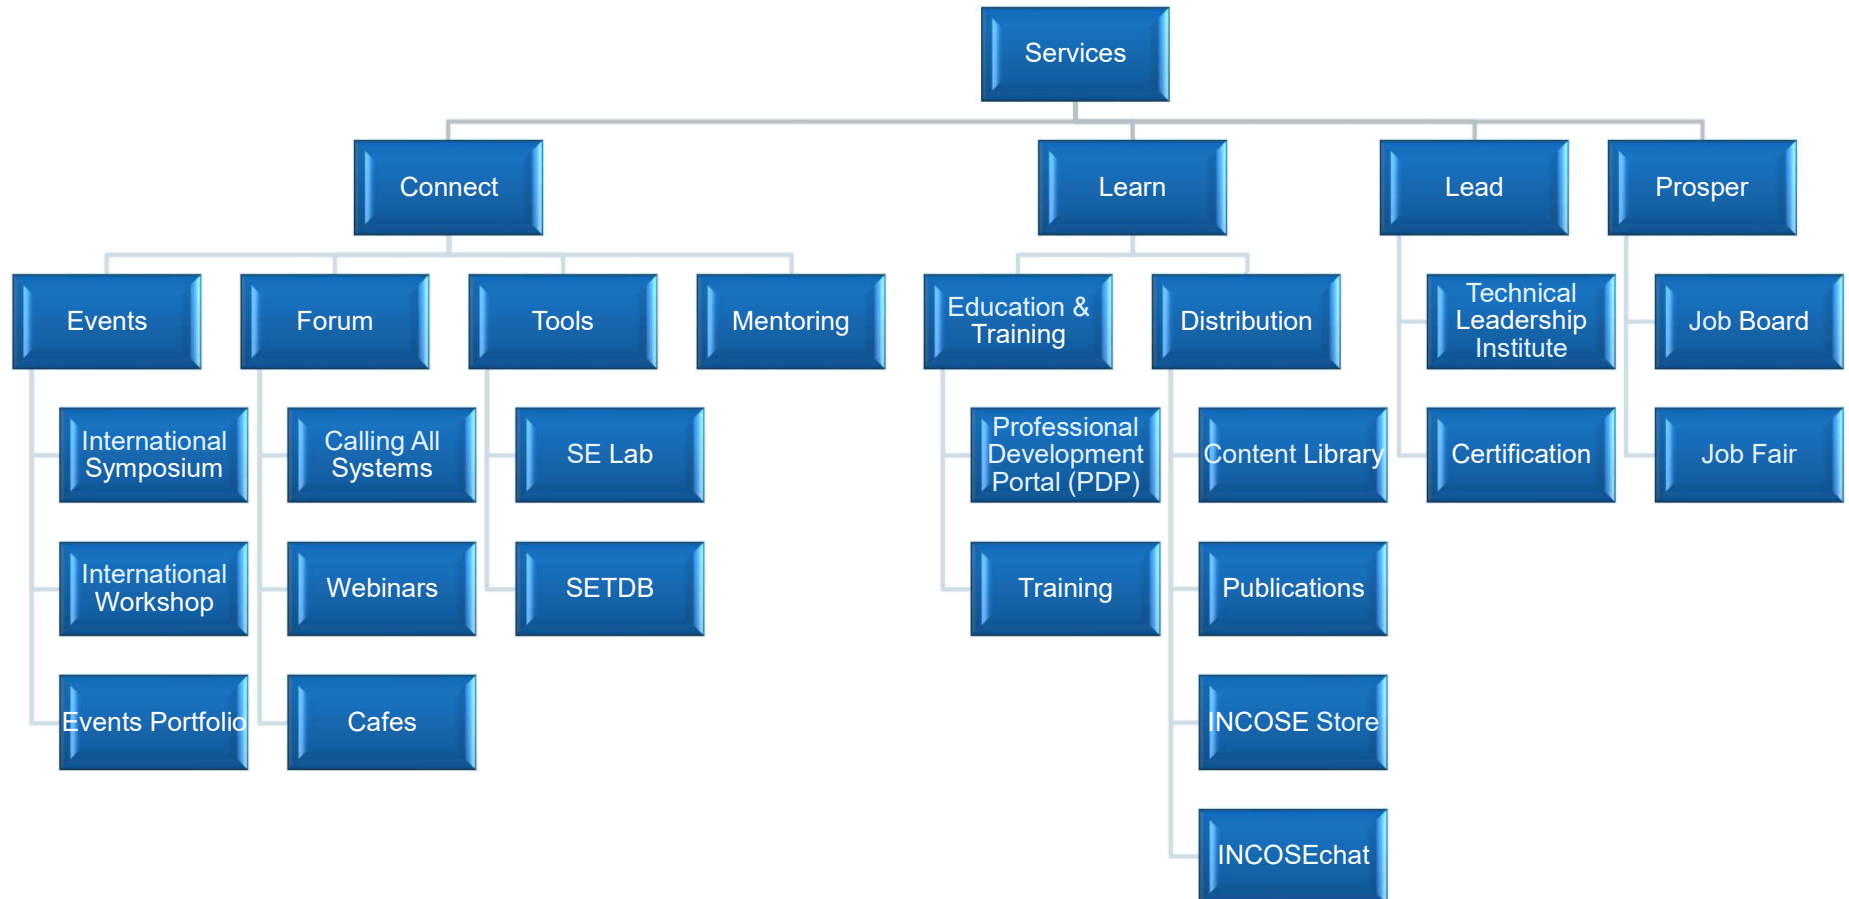 Services
Connect
Learn
Lead
Prosper
Events
Forum
Tools
Mentoring
Education &
Training
Distribution
Technical
Leadership
Institute
Job Board
International
Symposium
Calling All
Systems
SE Lab
Professional
Development
Portal (PDP)
Content Library
Certification
Job Fair
International
Workshop
Webinars
SETDB
Training
Publications
Events Portfolio
Cafes
INCOSE Store
INCOSEchat